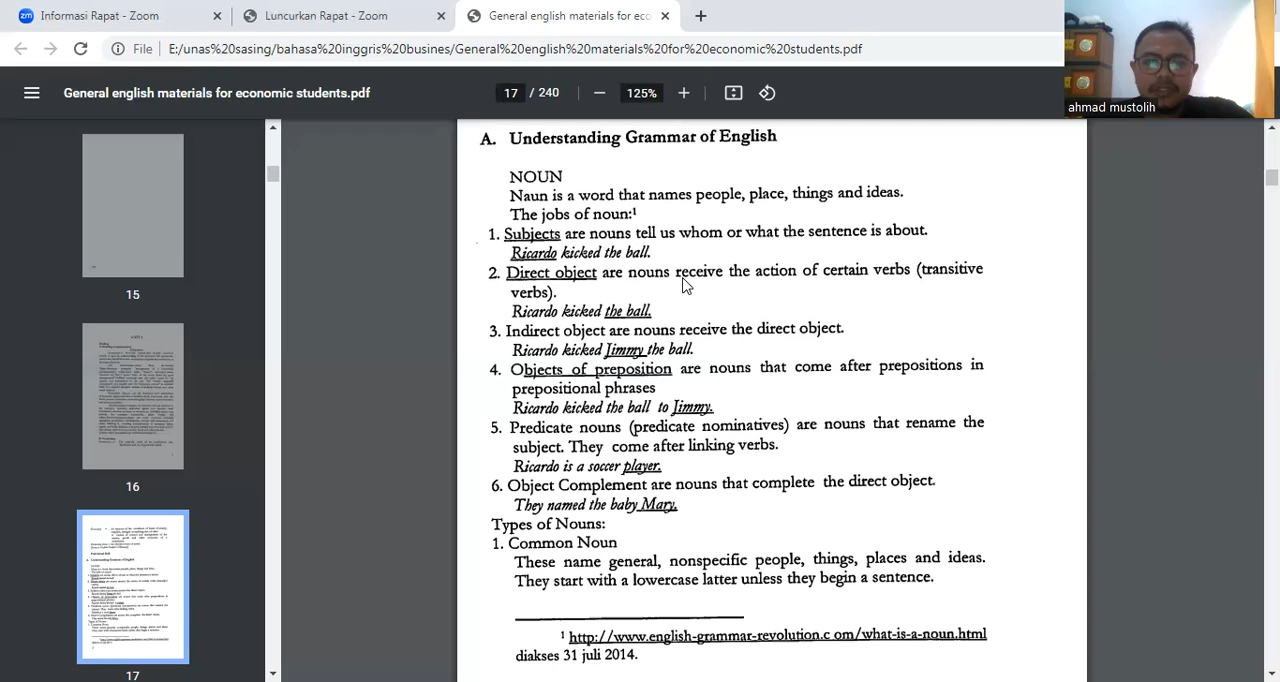 Informasi Rapat - Zoom
Luncurkan Rapat - Zoom
General english materials for eco
File
E:/unas%20sasing/bahasa%20inggris%20busines/General%20english%20materials%20for%20economic%20students.pdf
General english materials for economic students.pdf
17 / 240
125%
ahmad mustolih
15
16
17
A. Understanding Grammar of English
NOUN
Naun is a word that names people, place, things and ideas.
The jobs of noun:¹
1. Subjects are nouns tell us whom or what the sentence is about.
Ricardo kicked the ball.
2. Direct object are nouns receive the action of certain verbs (transitive
verbs).
Ricardo kicked the ball.
3. Indirect object are nouns receive the direct object.
Ricardo kicked Jimmy the ball.
4. Objects of preposition are nouns that come after prepositions in
prepositional phrases
Ricardo kicked the ball to Jimmy.
5. Predicate nouns (predicate nominatives) are nouns that rename the
subject. They come after linking verbs.
Ricardo is a soccer player.
6. Object Complement are nouns that complete the direct object.
They named the baby Mary.
Types of Nouns:
1. Common Noun
These name general, nonspecific people, things, places and ideas.
They start with a lowercase latter unless they begin a sentence.
¹ http://www.english-grammar-revolution.c om/what-is-a-noun.html
diakses 31 juli 2014.